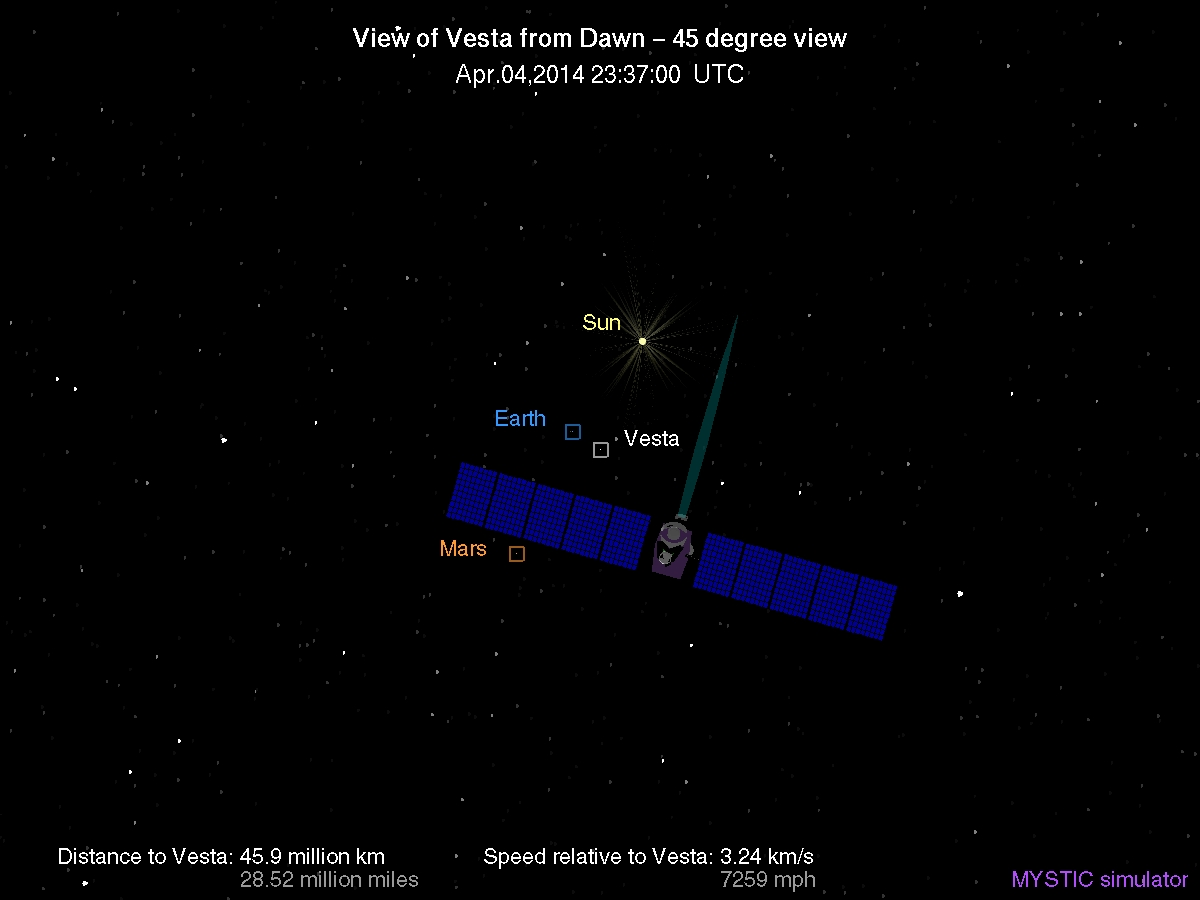 View of Vesta from Dawn – 45 degree view
Apr.04,2014 23:37:00 UTC
Sun
Earth
Vesta
Mars
Distance to Vesta: 45.9 million km
28.52 million miles
Speed relative to Vesta: 3.24 km/s
7259 mph
MYSTIC simulator